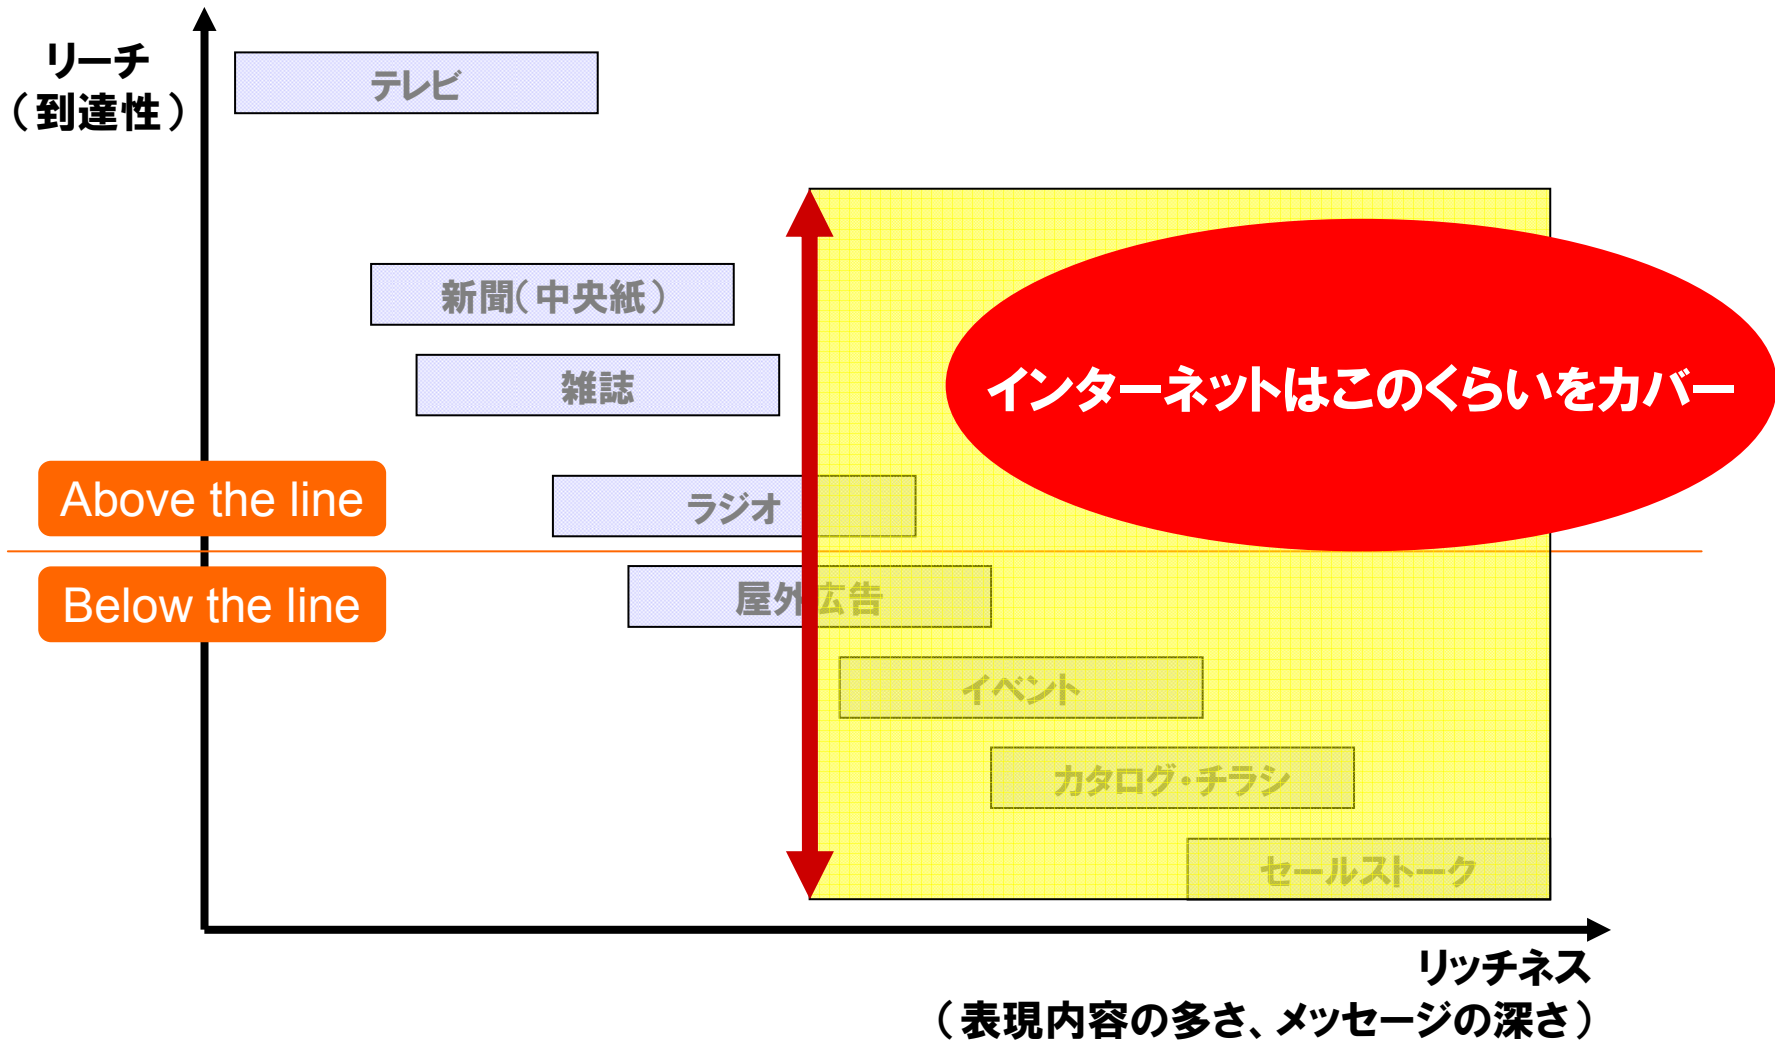 リーチ
（到達性）
テレビ
新聞（中央紙）
雑誌
インターネットはこのくらいをカバー
Above the line
ラジオ
Below the line
屋外広告
イベント
カタログ・チラシ
セールストーク
リッチネス
（表現内容の多さ、メッセージの深さ）